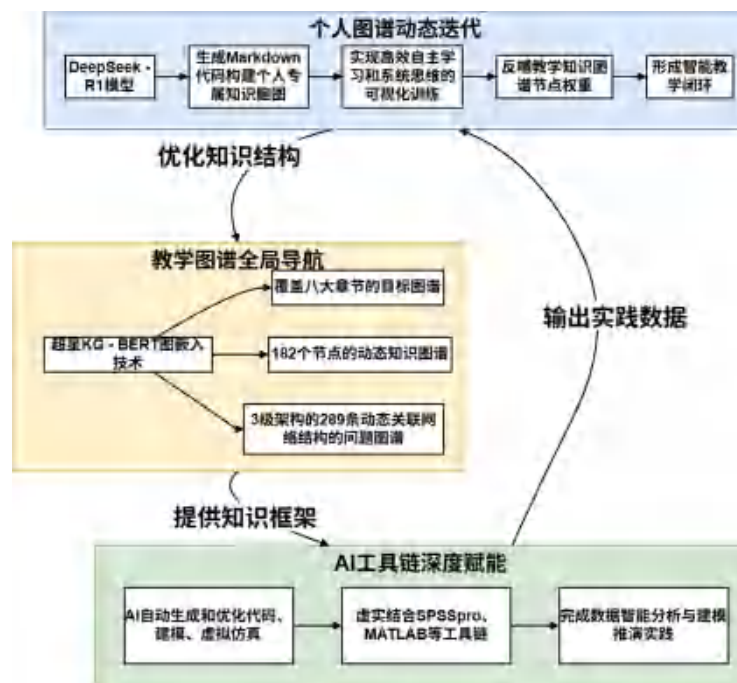 个人图谱动态迭代
DeepSeek -
R1模型
生成Markdown
代码构建个人专
属知识脑图
实现高效自主学
习和系统思维的
可视化训练
反哺教学知识图
谱节点权重
形成智能教
学闭环
优化知识结构
教学图谱全局导航
覆盖八大章节的目标图谱
超星KG - BERT图嵌入
技术
182个节点的动态知识图谱
3级架构的289条动态关联网
络结构的问题图谱
输出实践数据
提供知识框架
AI工具链深度赋能
AI自动生成和优化代码、
建模、虚拟仿真
虚实结合SPSSpro、
MATLAB等工具链
完成数据智能分析与建模
推演实践